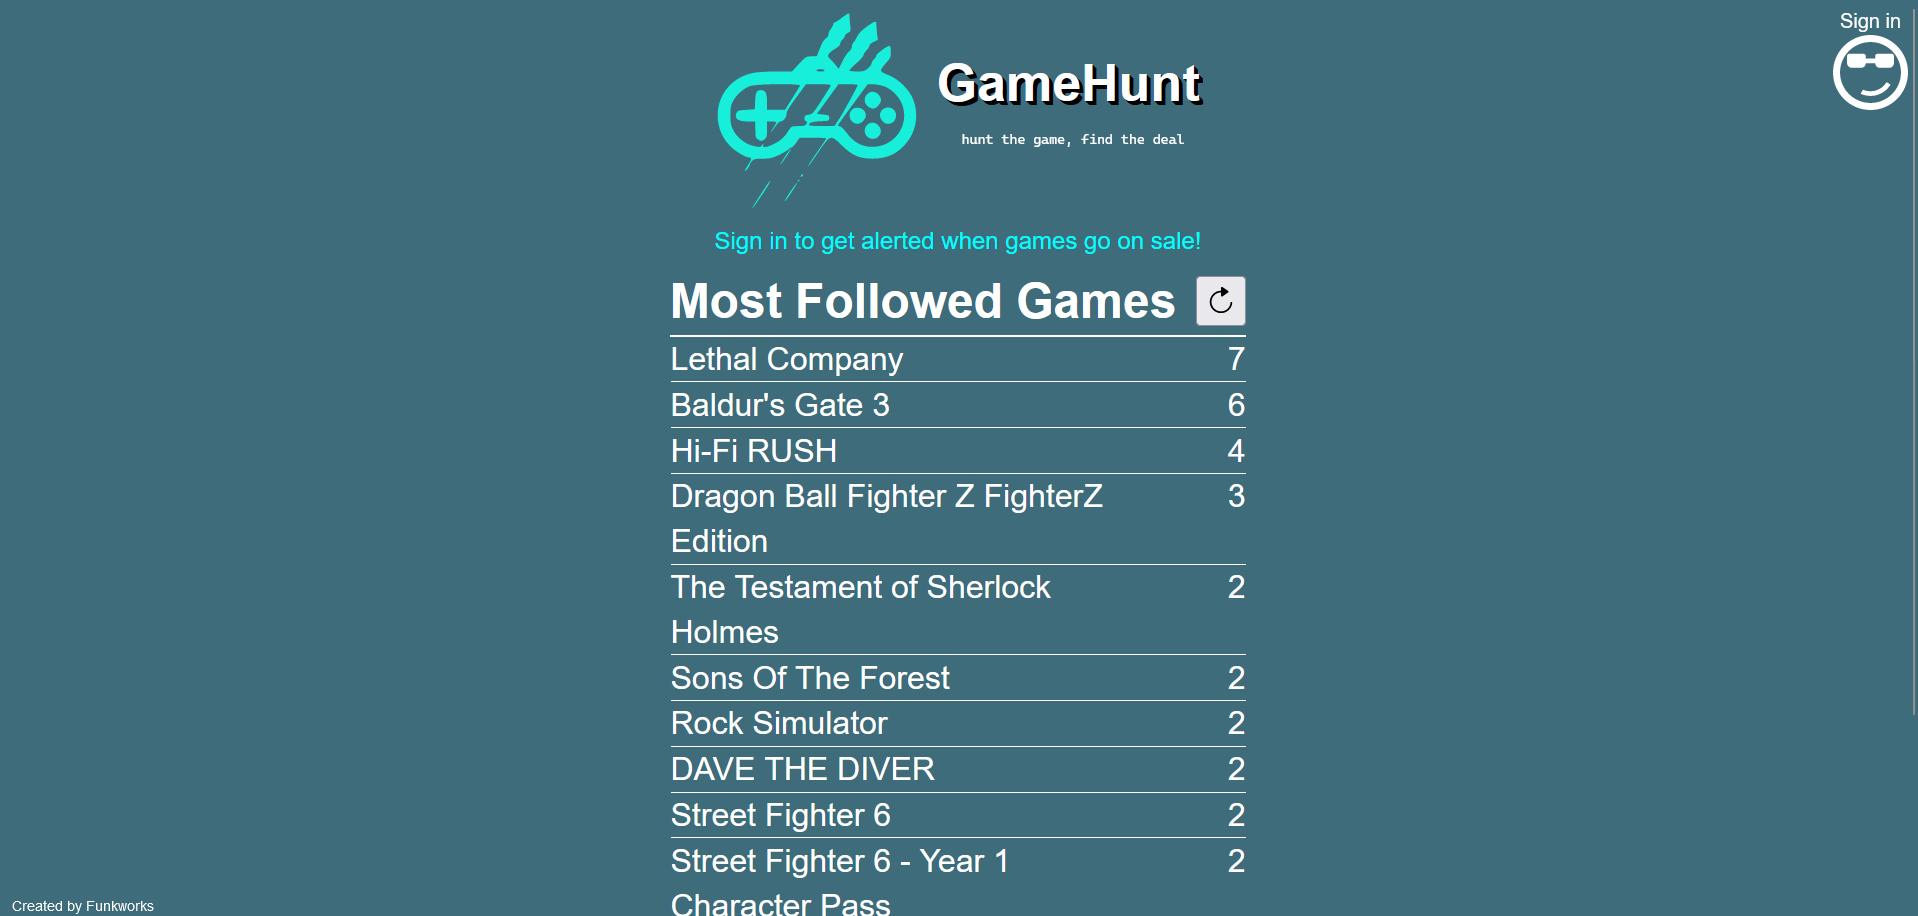 Sign in
GameHunt
hunt the game, find the deal
Sign in to get alerted when games go on sale!
Most Followed Games
Lethal Company 7
Baldur's Gate 3 6
Hi-Fi RUSH 4
Dragon Ball Fighter Z FighterZ 3
Edition
The Testament of Sherlock 2
Holmes
Sons Of The Forest 2
Rock Simulator 2
DAVE THE DIVER 2
Street Fighter 6 2
Street Fighter 6 - Year 1 2
Character Pass
Created by Funkworks